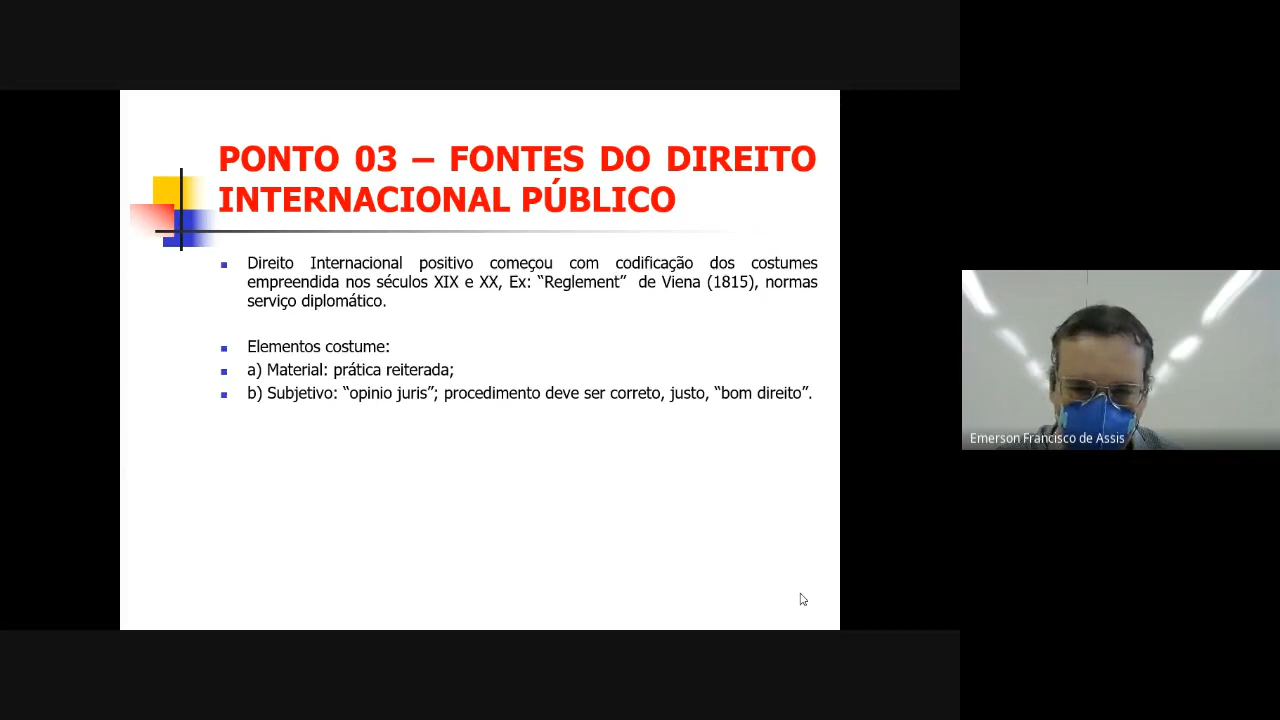 PONTO 03 – FONTES DO DIREITO
INTERNACIONAL PÚBLICO
Direito Internacional positivo começou com codificação dos costumes
empreendida nos séculos XIX e XX, Ex: “Reglement” de Viena (1815), normas
serviço diplomático.
Elementos costume:
a) Material: prática reiterada;
b) Subjetivo: “opinio juris”; procedimento deve ser correto, justo, “bom direito”.
Emerson Francisco de Assis